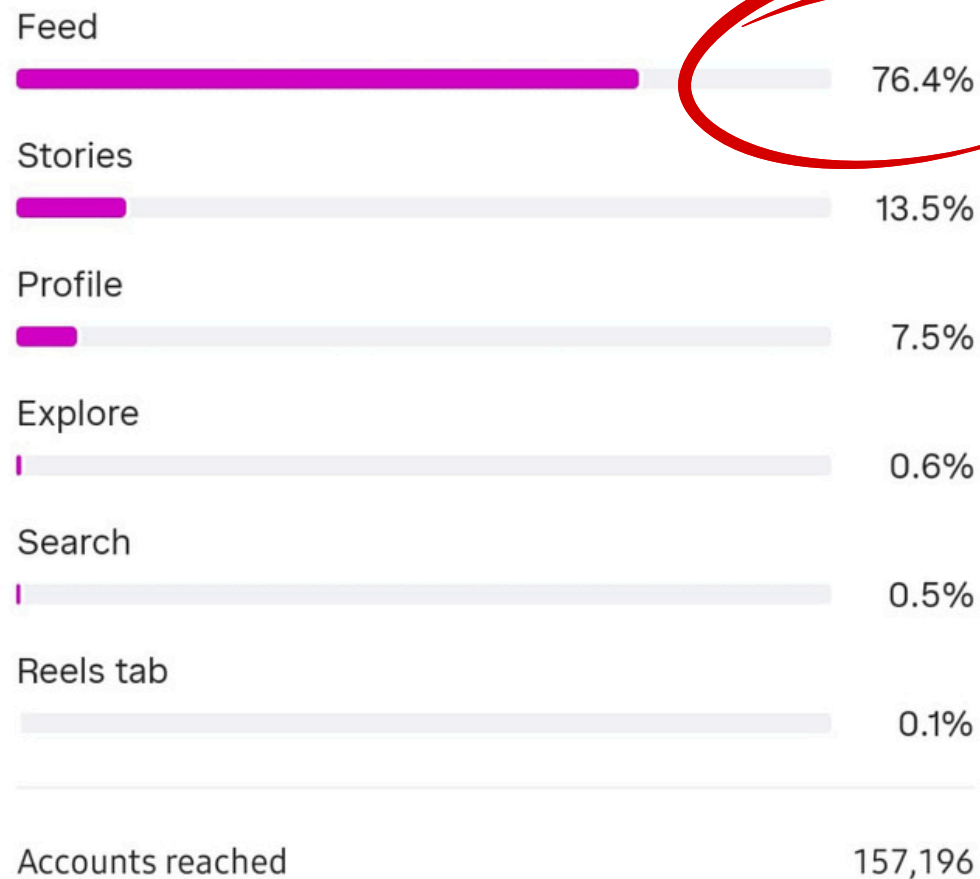 Feed
76.4%
Stories
13.5%
Profile
7.5%
Explore
0.6%
Search
0.5%
Reels tab
0.1%
Accounts reached 157,196